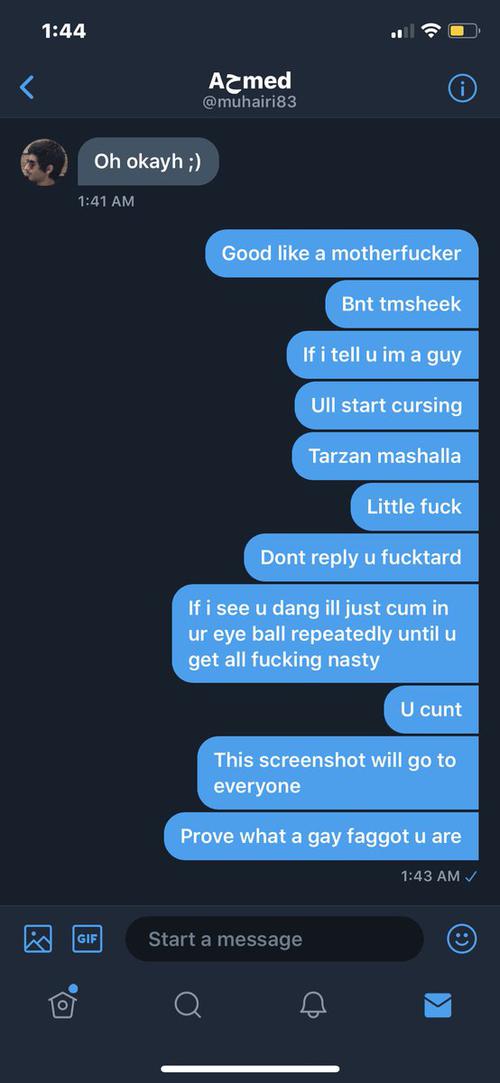 1:44
Aحmed
@muhairi83
Oh okayh ;)
1:41 AM
Good like a motherfucker
Bnt tmsheek
If i tell u im a guy
Ull start cursing
Tarzan mashalla
Little fuck
Dont reply u fucktard
If i see u dang ill just cum in
ur eye ball repeatedly until u
get all fucking nasty
U cunt
This screenshot will go to
everyone
Prove what a gay faggot u are
1:43 AM
GIF
Start a message